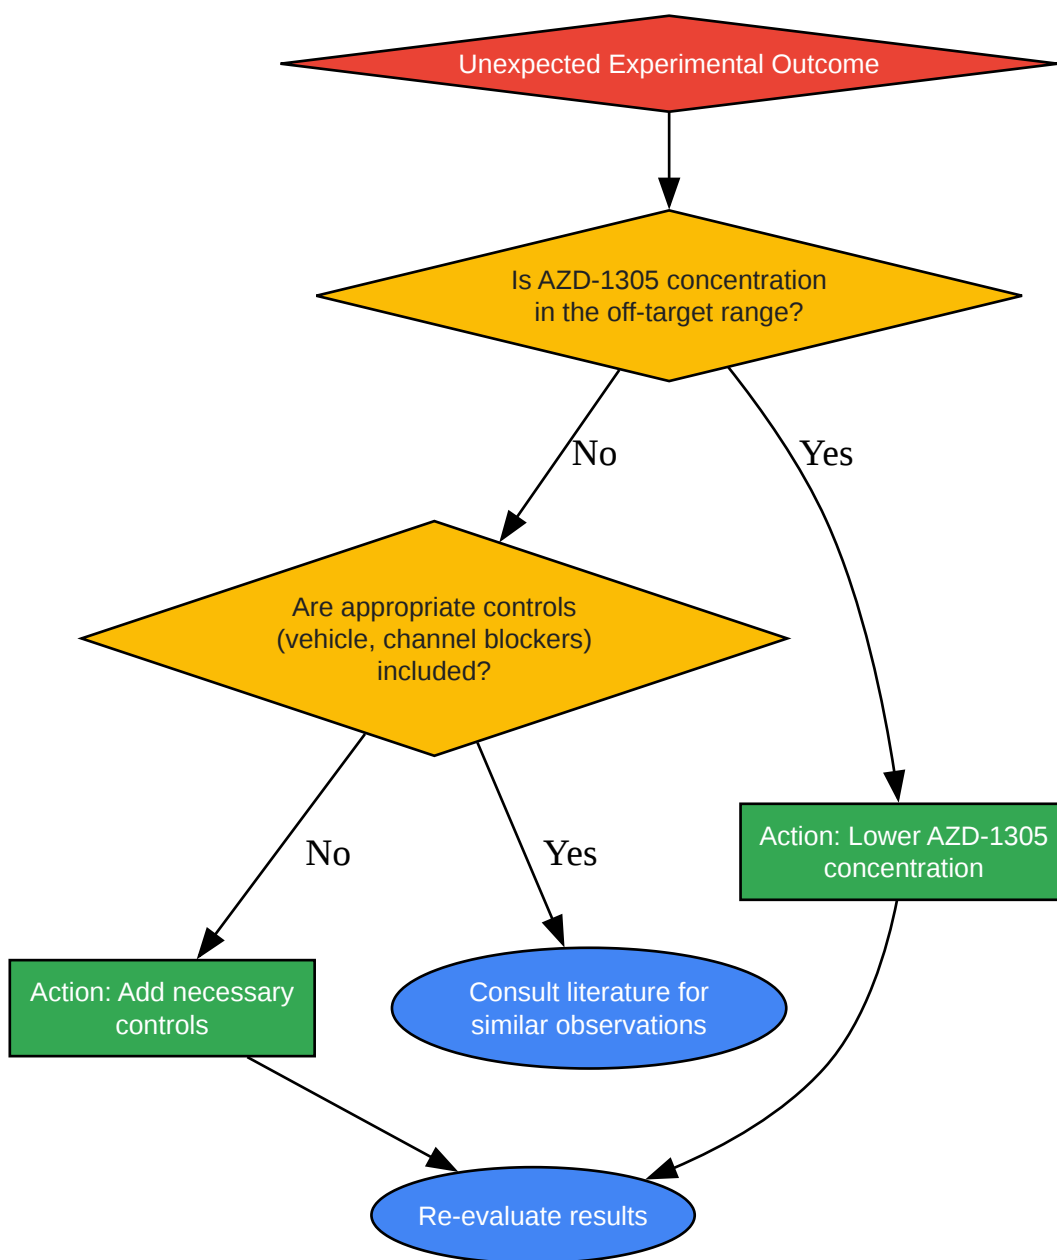 Unexpected Experimental Outcome
Is AZD-1305 concentration
in the off-target range?
No
Yes
Are appropriate controls
(vehicle, channel blockers)
included?
No
Yes
Action: Lower AZD-1305
concentration
Action: Add necessary
controls
Consult literature for
similar observations
Re-evaluate results